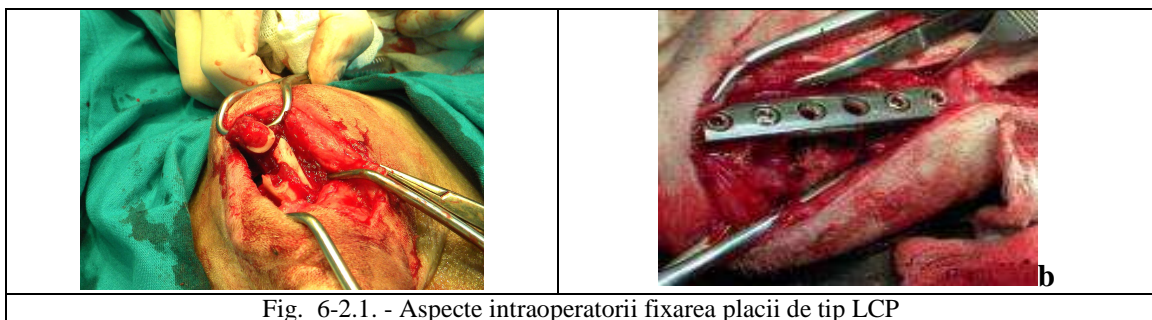 b
Fig. 6-2.1. - Aspecte intraoperatorii fixarea placii de tip LCP